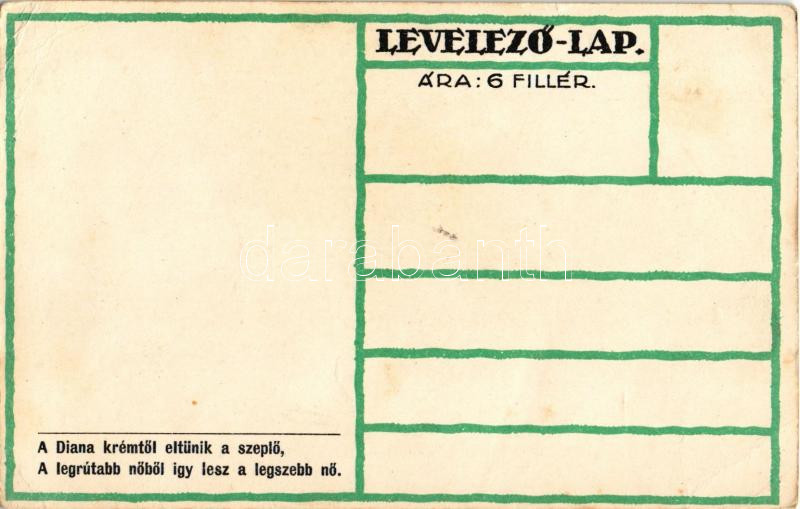 LEVELEZŐ-LAP.
ÁRA: 6 FILLÉR.
darabanth
A Diana krémtől eltünik a szeplő,
A legrútabb nőből igy lesz a legszebb nő.